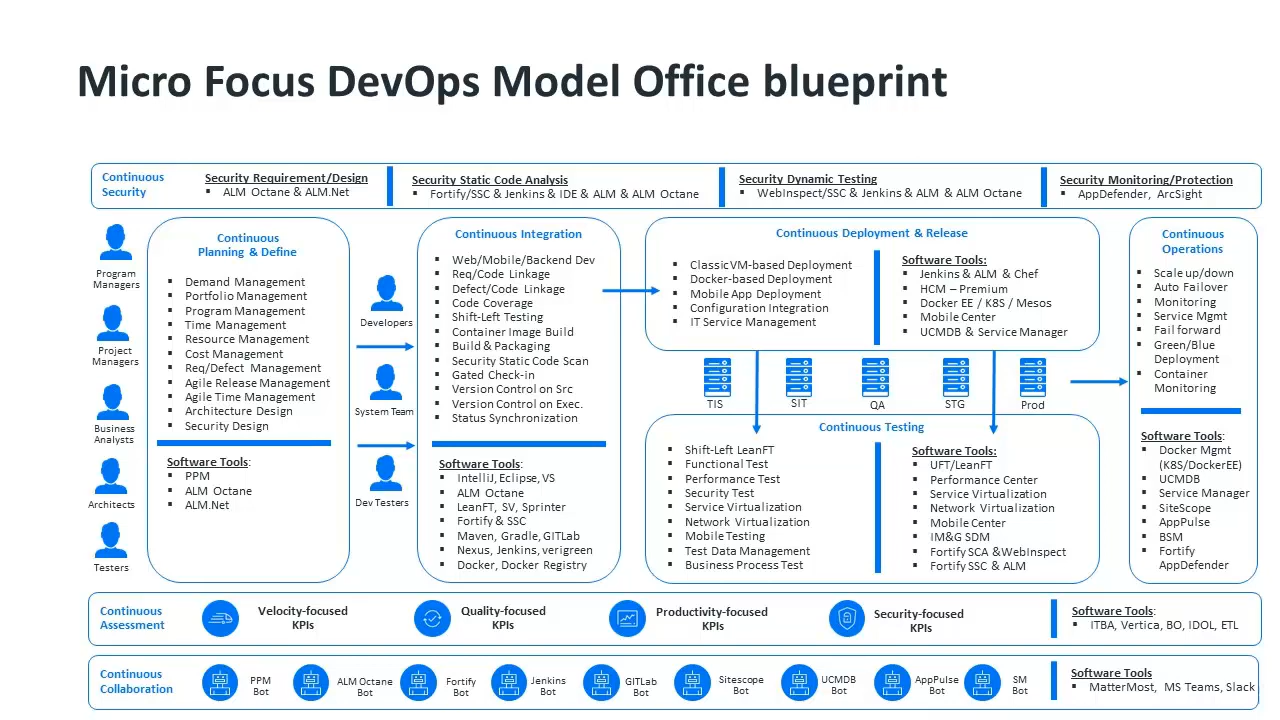 Micro Focus DevOps Model Office blueprint
Continuous
Security
Security Requirement/Design
▪ ALM Octane & ALM.Net
Security Static Code Analysis
▪ Fortify/SSC & Jenkins & IDE & ALM & ALM Octane
Security Dynamic Testing
▪ WebInspect/SSC & Jenkins & ALM & ALM Octane
Security Monitoring/Protection
▪ AppDefender, ArcSight
Program
Managers
Project
Managers
Business
Analysts
Architects
Testers
Continuous
Planning & Define
▪ Demand Management
▪ Portfolio Management
▪ Program Management
▪ Time Management
▪ Resource Management
▪ Cost Management
▪ Req/Defect Management
▪ Agile Release Management
▪ Agile Time Management
▪ Architecture Design
▪ Security Design
Software Tools:
▪ PPM
▪ ALM Octane
▪ ALM.Net
Developers
System Team
Dev Testers
Continuous Integration
▪ Web/Mobile/Backend Dev
▪ Req/Code Linkage
▪ Defect/Code Linkage
▪ Code Coverage
▪ Shift-Left Testing
▪ Container Image Build
▪ Build & Packaging
▪ Security Static Code Scan
▪ Gated Check-in
▪ Version Control on Src
▪ Version Control on Exec.
▪ Status Synchronization
Software Tools:
▪ IntelliJ, Eclipse, VS
▪ ALM Octane
▪ LeanFT, SV, Sprinter
▪ Fortify & SSC
▪ Maven, Gradle, GITLab
▪ Nexus, Jenkins, verigreen
▪ Docker, Docker Registry
Continuous Deployment & Release
▪ ClassicVM-based Deployment
▪ Docker-based Deployment
▪ Mobile App Deployment
▪ Configuration Integration
▪ IT Service Management
Software Tools:
▪ Jenkins & ALM & Chef
▪ HCM – Premium
▪ Docker EE / K8S / Mesos
▪ Mobile Center
▪ UCMDB & Service Manager
TIS
SIT
QA
STG
Prod
Continuous Testing
▪ Shift-Left LeanFT
▪ Functional Test
▪ Performance Test
▪ Security Test
▪ Service Virtualization
▪ Network Virtualization
▪ Mobile Testing
▪ Test Data Management
▪ Business Process Test
Software Tools:
▪ UFT/LeanFT
▪ Performance Center
▪ Service Virtualization
▪ Network Virtualization
▪ Mobile Center
▪ IM&G SDM
▪ Fortify SCA &WebInspect
▪ Fortify SSC & ALM
Continuous
Operations
▪ Scale up/down
▪ Auto Failover
▪ Monitoring
▪ Service Mgmt
▪ Fail forward
▪ Green/Blue
Deployment
▪ Container
Monitoring
Software Tools:
▪ Docker Mgmt
(K8S/DockerEE)
▪ UCMDB
▪ Service Manager
▪ SiteScope
▪ AppPulse
▪ BSM
▪ Fortify
AppDefender
Continuous
Assessment
Velocity-focused
KPIs
Quality-focused
KPIs
Productivity-focused
KPIs
Security-focused
KPIs
Software Tools:
▪ ITBA, Vertica, BO, IDOL, ETL
Continuous
Collaboration
PPM
Bot
ALM Octane
Bot
Fortify
Bot
Jenkins
Bot
GITLab
Bot
Sitescope
Bot
UCMDB
Bot
AppPulse
Bot
SM
Bot
Software Tools
▪ MatterMost, MS Teams, Slack